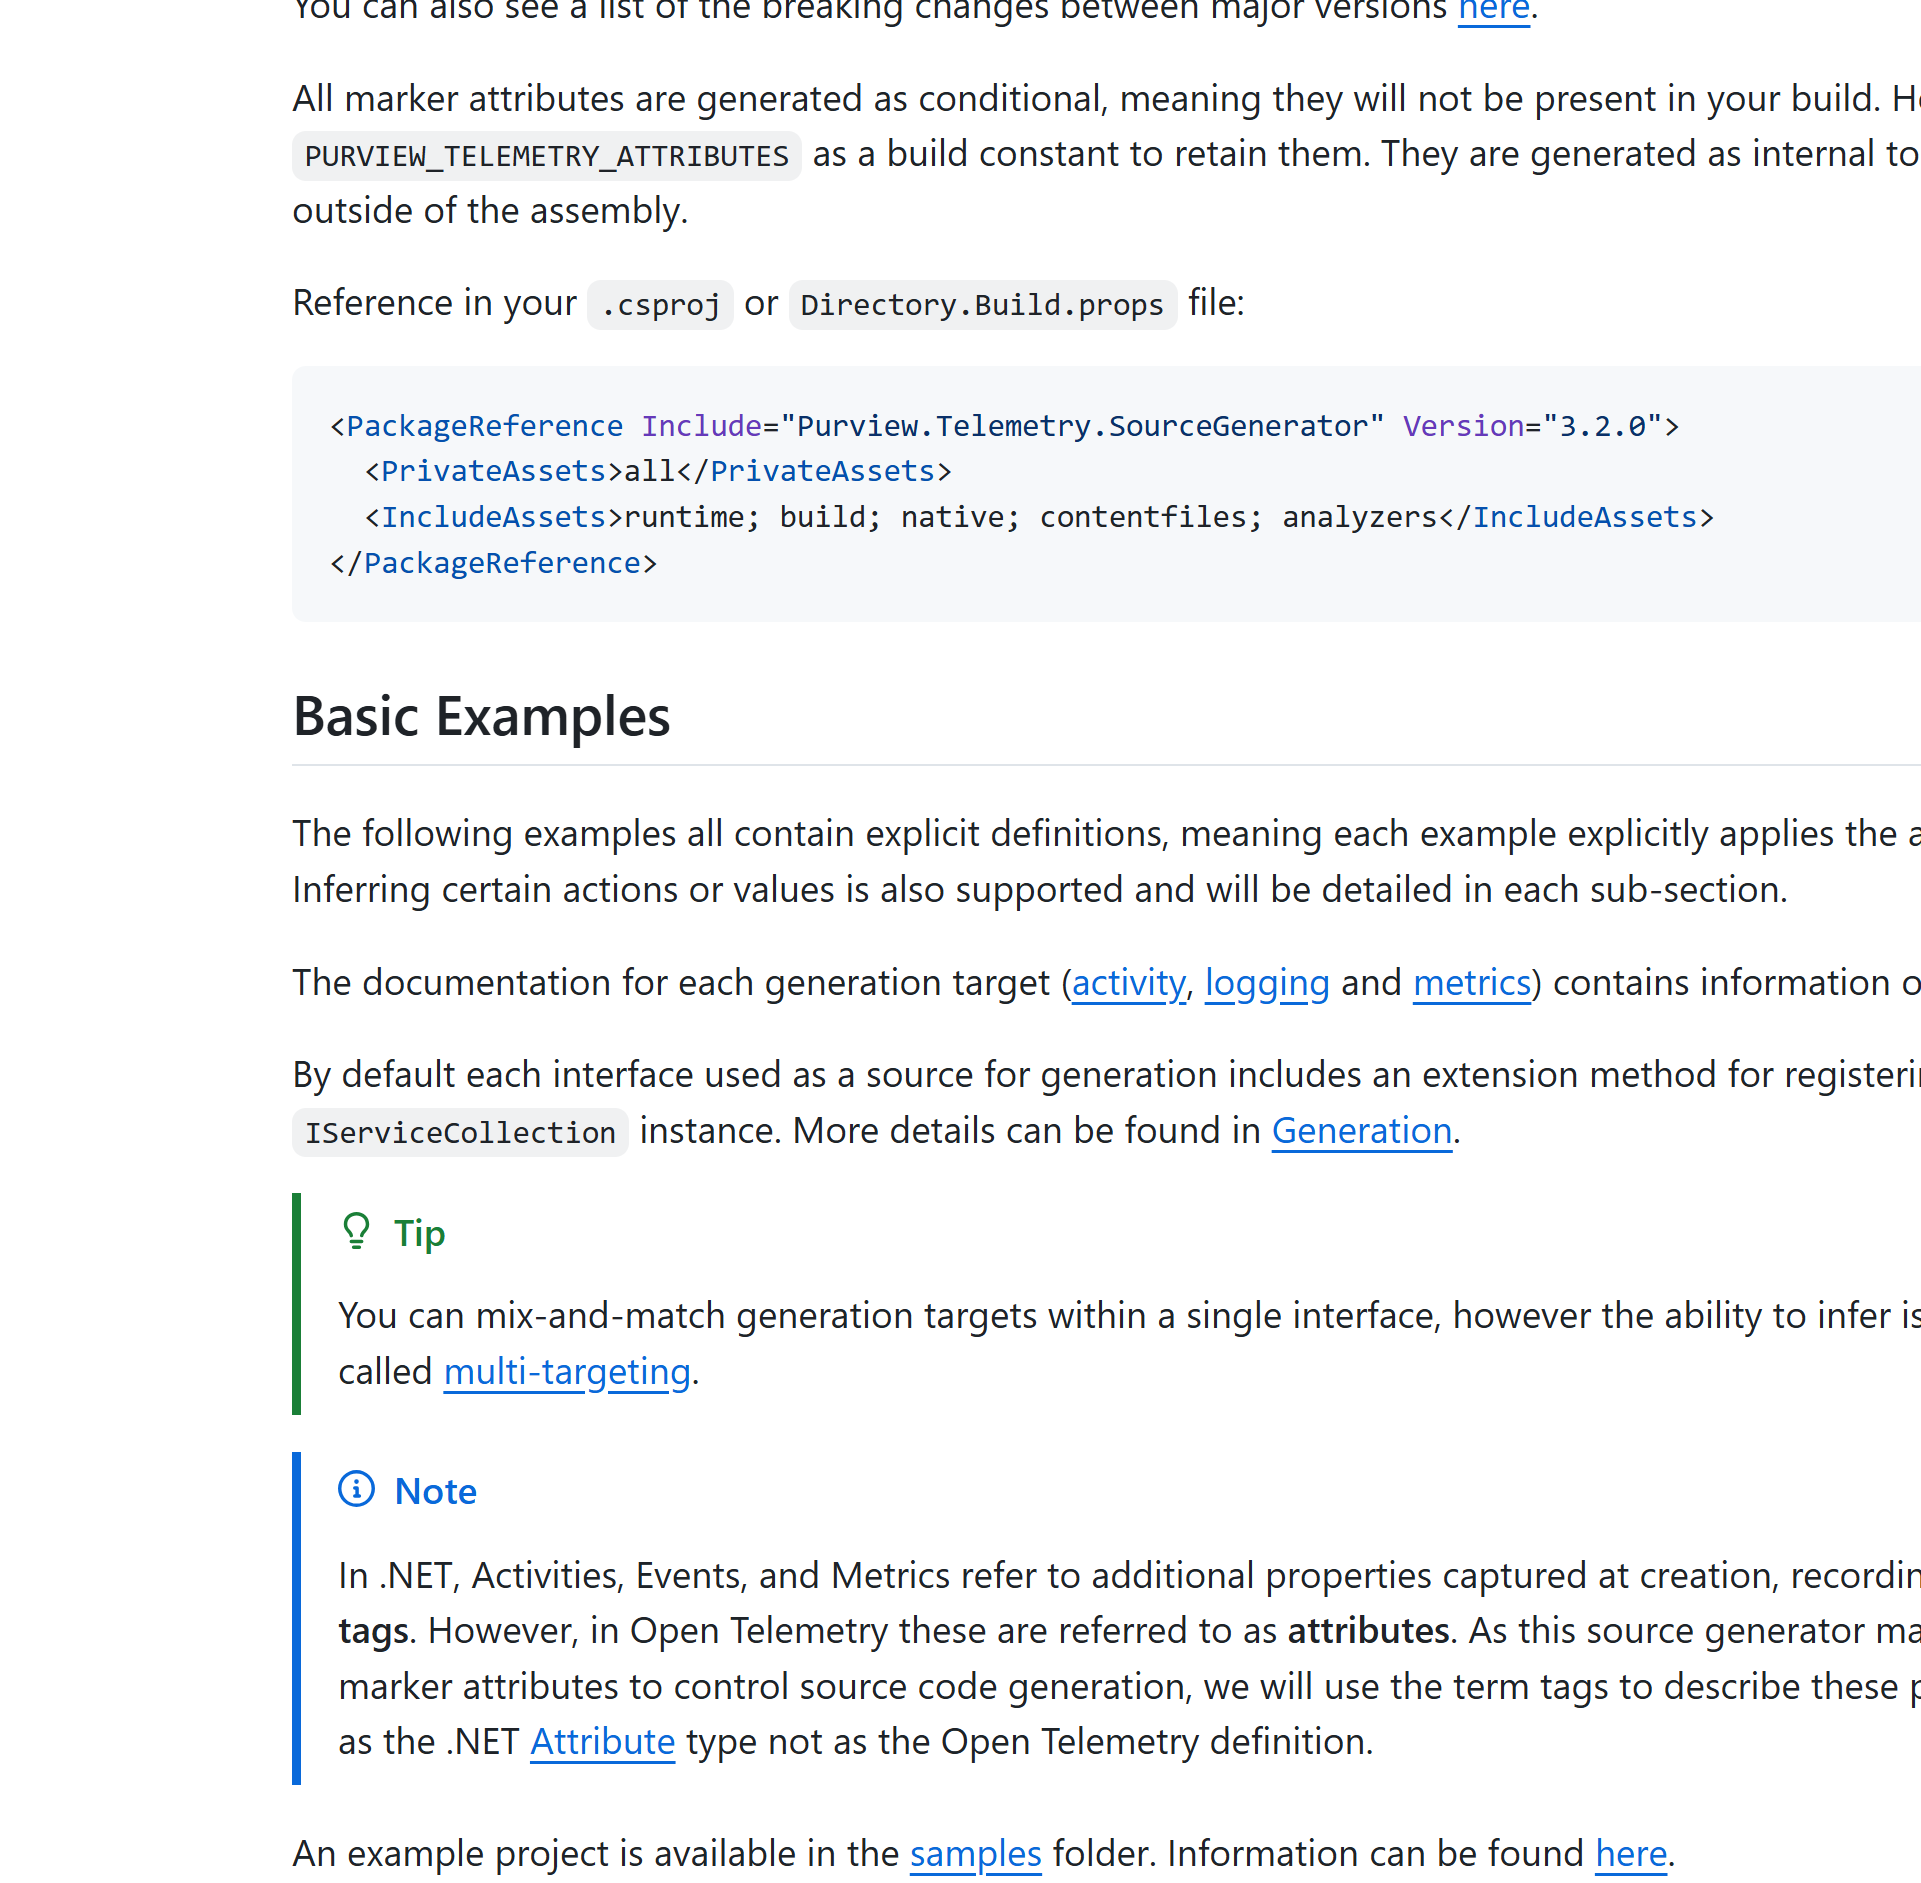 You can also see a list of the breaking changes between major versions here.
All marker attributes are generated as conditional, meaning they will not be present in your build.
PURVIEW_TELEMETRY_ATTRIBUTES as a build constant to retain them. They are generated as internal to
outside of the assembly.
Reference in your .csproj or Directory.Build.props file:
<PackageReference Include="Purview.Telemetry.SourceGenerator" Version="3.2.0">
  <PrivateAssets>all</PrivateAssets>
  <IncludeAssets>runtime; build; native; contentfiles; analyzers</IncludeAssets>
</PackageReference>
Basic Examples
The following examples all contain explicit definitions, meaning each example explicitly applies the
Inferring certain actions or values is also supported and will be detailed in each sub-section.
The documentation for each generation target (activity, logging and metrics) contains information
By default each interface used as a source for generation includes an extension method for
IServiceCollection instance. More details can be found in Generation.
Tip
You can mix-and-match generation targets within a single interface, however the ability to infer is
called multi-targeting.
Note
In .NET, Activities, Events, and Metrics refer to additional properties captured at creation,
tags. However, in Open Telemetry these are referred to as attributes. As this source generator
marker attributes to control source code generation, we will use the term tags to describe these
as the .NET Attribute type not as the Open Telemetry definition.
An example project is available in the samples folder. Information can be found here.